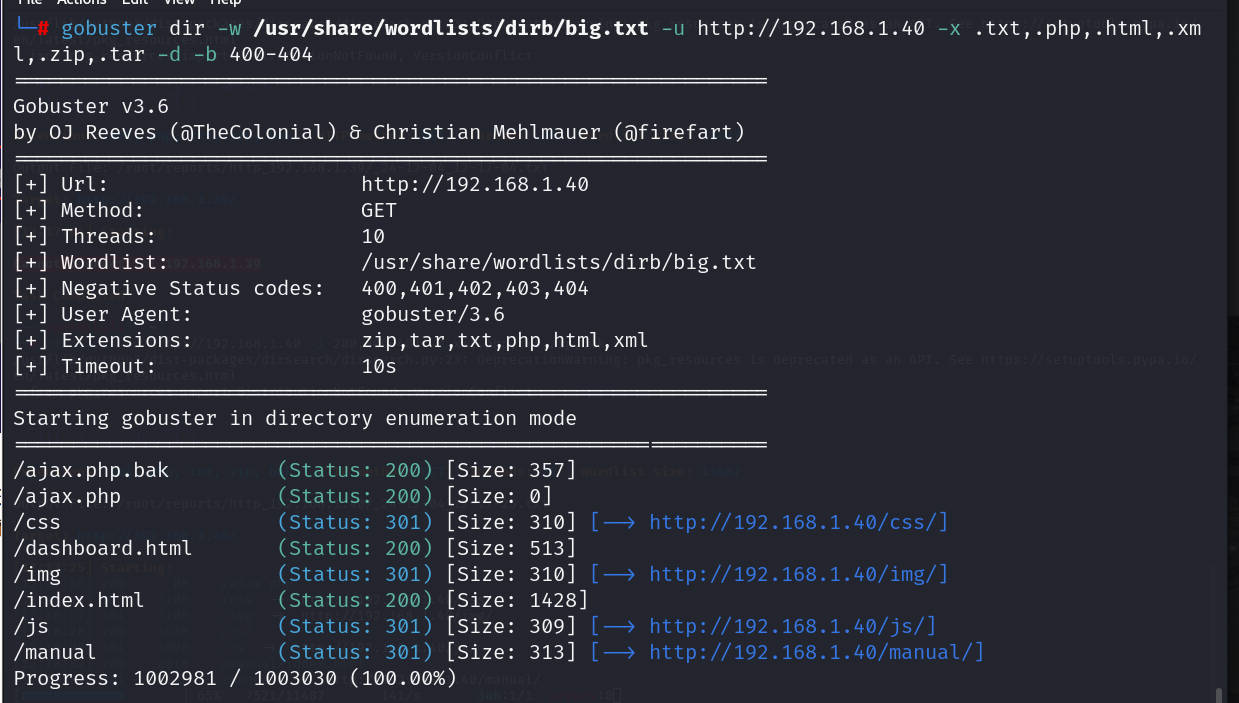 File Actions Edit View Help
└─# gobuster dir -w /usr/share/wordlists/dirb/big.txt -u http://192.168.1.40 -x .txt,.php,.html,.xm
l,.zip,.tar -d -b 400-404
===============================================================
Gobuster v3.6
by OJ Reeves (@TheColonial) & Christian Mehlmauer (@firefart)
===============================================================
[+] Url: http://192.168.1.40
[+] Method: GET
[+] Threads: 10
[+] Wordlist: /usr/share/wordlists/dirb/big.txt
[+] Negative Status codes: 400,401,402,403,404
[+] User Agent: gobuster/3.6
[+] Extensions: zip,tar,txt,php,html,xml
[+] Timeout: 10s
===============================================================
Starting gobuster in directory enumeration mode
===============================================================
/ajax.php.bak (Status: 200) [Size: 357]
/ajax.php (Status: 200) [Size: 0]
/css (Status: 301) [Size: 310] [--> http://192.168.1.40/css/]
/dashboard.html (Status: 200) [Size: 513]
/img (Status: 301) [Size: 310] [--> http://192.168.1.40/img/]
/index.html (Status: 200) [Size: 1428]
/js (Status: 301) [Size: 309] [--> http://192.168.1.40/js/]
/manual (Status: 301) [Size: 313] [--> http://192.168.1.40/manual/]
Progress: 1002981 / 1003030 (100.00%)